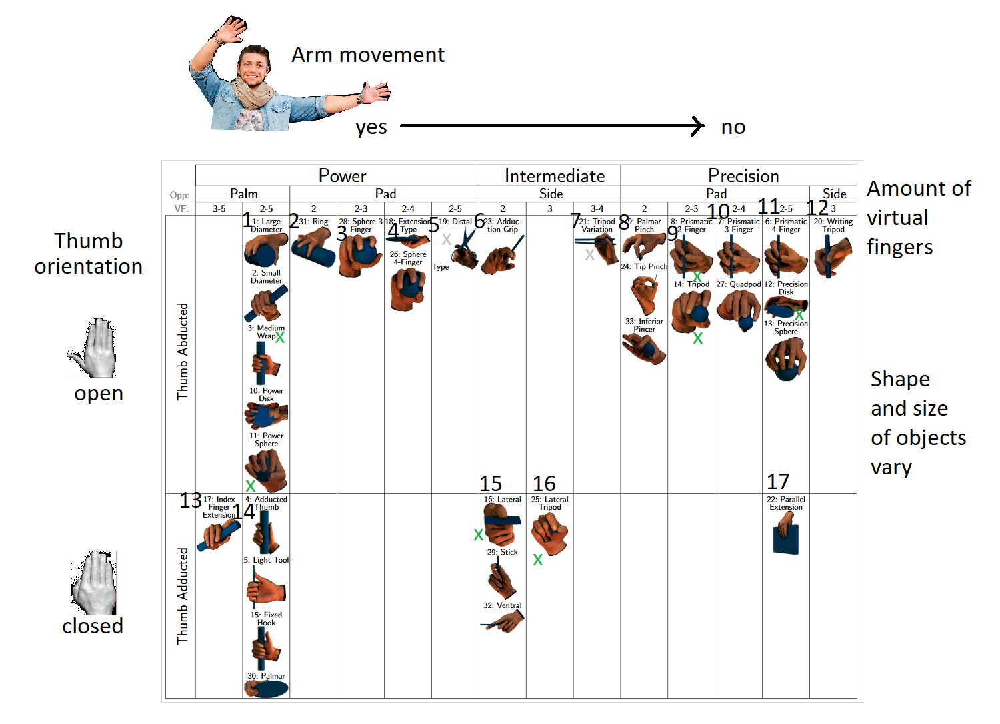 Arm movement
yes
no
Power
Intermediate
Precision
Opp:
Palm
Pad
Side
Pad
Side
VF:
3-5
2-5
2
2-3
2-4
2-5
2
3
3-4
2
2-3
2-4
2-5
3
Amount of
virtual
fingers
Thumb
orientation
open
closed
Shape
and size
of objects
vary
Thumb Abducted
1
1: Large
Diameter
2: Small
Diameter
3: Medium
Wrap
X
10: Power
Disk
11: Power
Sphere
X
2
31: Ring
3
28: Sphere 3
Finger
4
18: Extension
Type
26: Sphere
4-Finger
5
19: Distal
X
Type
6
23: Adduc-
tion Grip
7
21: Tripod
Variation
X
8
9: Palmar
Pinch
24: Tip Pinch
33: Inferior
Pincer
9
8: Prismatic
2 Finger
X
14: Tripod
X
10
7: Prismatic
3 Finger
27: Quadpod
11
6: Prismatic
4 Finger
12: Precision
Disk
X
13: Precision
Sphere
12
20: Writing
Tripod
Thumb Adducted
13
17: Index
Finger
Extension
14
4: Adducted
Thumb
5: Light Tool
15: Fixed
Hook
30: Palmar
15
16: Lateral
X
29: Stick
32: Ventral
16
25: Lateral
Tripod
X
17
22: Parallel
Extension